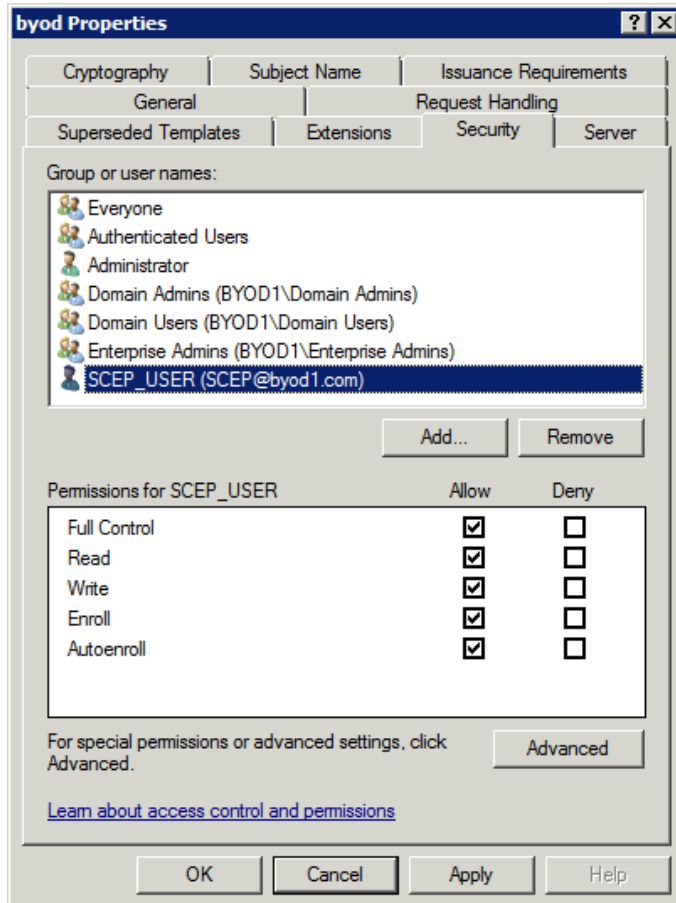 byod Properties
Cryptography Subject Name Issuance Requirements
General Request Handling
Superseded Templates Extensions Security Server
Group or user names:
Everyone
Authenticated Users
Administrator
Domain Admins (BYOD1\Domain Admins)
Domain Users (BYOD1\Domain Users)
Enterprise Admins (BYOD1\Enterprise Admins)
SCEP_USER (SCEP@byod1.com)
Add... Remove
Permissions for SCEP_USER Allow Deny
Full Control
Read
Write
Enroll
Autoenroll
For special permissions or advanced settings, click
Advanced.
Advanced
Learn about access control and permissions
OK Cancel Apply Help